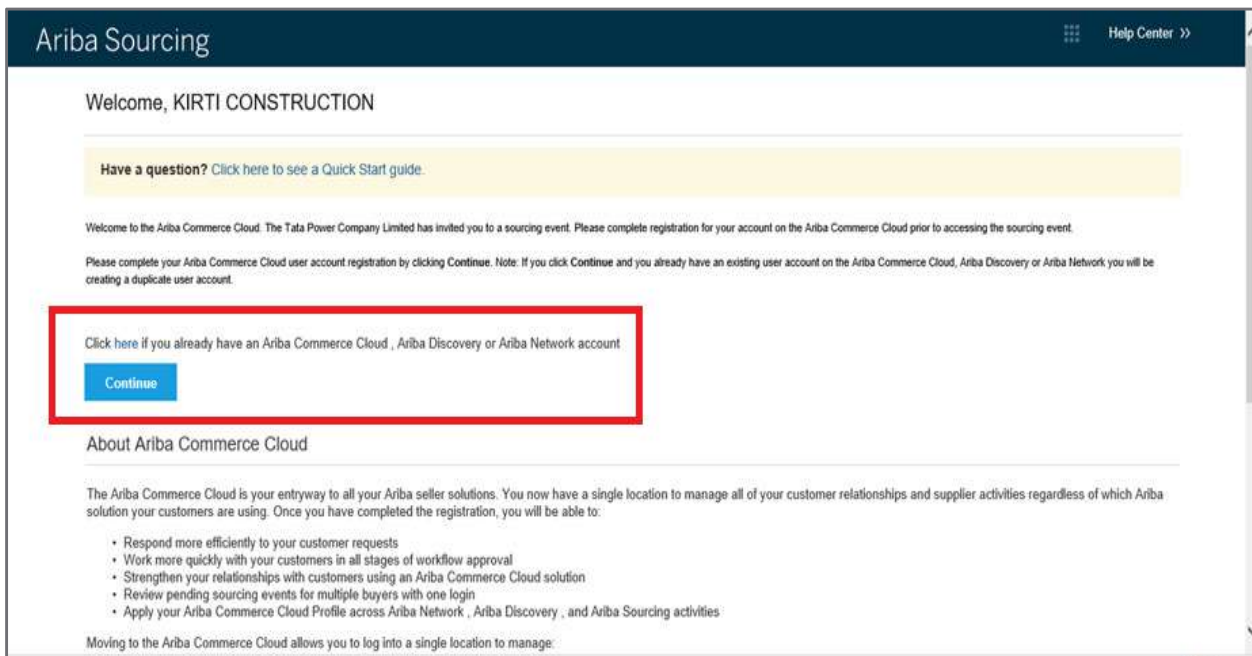 Ariba Sourcing
Help Center »
Welcome, KIRTI CONSTRUCTION
Have a question? Click here to see a Quick Start guide.
Welcome to the Ariba Commerce Cloud. The Tata Power Company Limited has invited you to a sourcing event. Please complete registration for your account on the Ariba Commerce Cloud prior to accessing the sourcing event.
Please complete your Ariba Commerce Cloud user account registration by clicking Continue. Note: If you click Continue and you already have an existing user account on the Ariba Commerce Cloud, Ariba Discovery or Ariba Network you will be
creating a duplicate user account.
Click here if you already have an Ariba Commerce Cloud , Ariba Discovery or Ariba Network account
Continue
About Ariba Commerce Cloud
The Ariba Commerce Cloud is your entryway to all your Ariba seller solutions. You now have a single location to manage all of your customer relationships and supplier activities regardless of which Ariba
solution your customers are using. Once you have completed the registration, you will be able to:
• Respond more efficiently to your customer requests
• Work more quickly with your customers in all stages of workflow approval
• Strengthen your relationships with customers using an Ariba Commerce Cloud solution
• Review pending sourcing events for multiple buyers with one login
• Apply your Ariba Commerce Cloud Profile across Ariba Network , Ariba Discovery , and Ariba Sourcing activities
Moving to the Ariba Commerce Cloud allows you to log into a single location to manage: